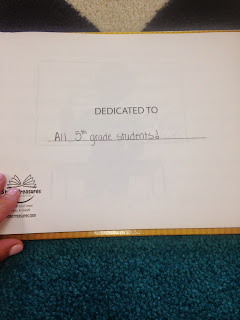 DEDICATED TO
All 5th grade students!